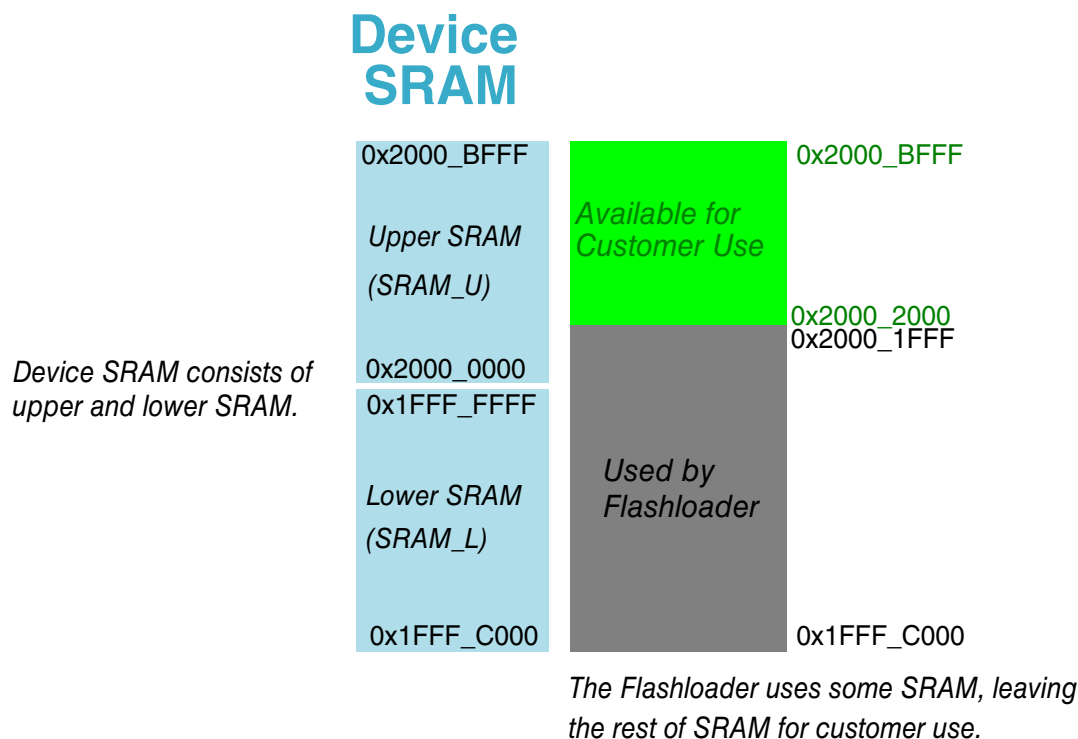 Device
SRAM
0x2000_BFFF
Upper SRAM
(SRAM_U)
0x2000_0000
0x1FFF_FFFF
Lower SRAM
(SRAM_L)
0x1FFF_C000
Device SRAM consists of
upper and lower SRAM.
0x2000_BFFF
Available for
Customer Use
0x2000_2000
0x2000_1FFF
Used by
Flashloader
0x1FFF_C000
The Flashloader uses some SRAM, leaving
the rest of SRAM for customer use.